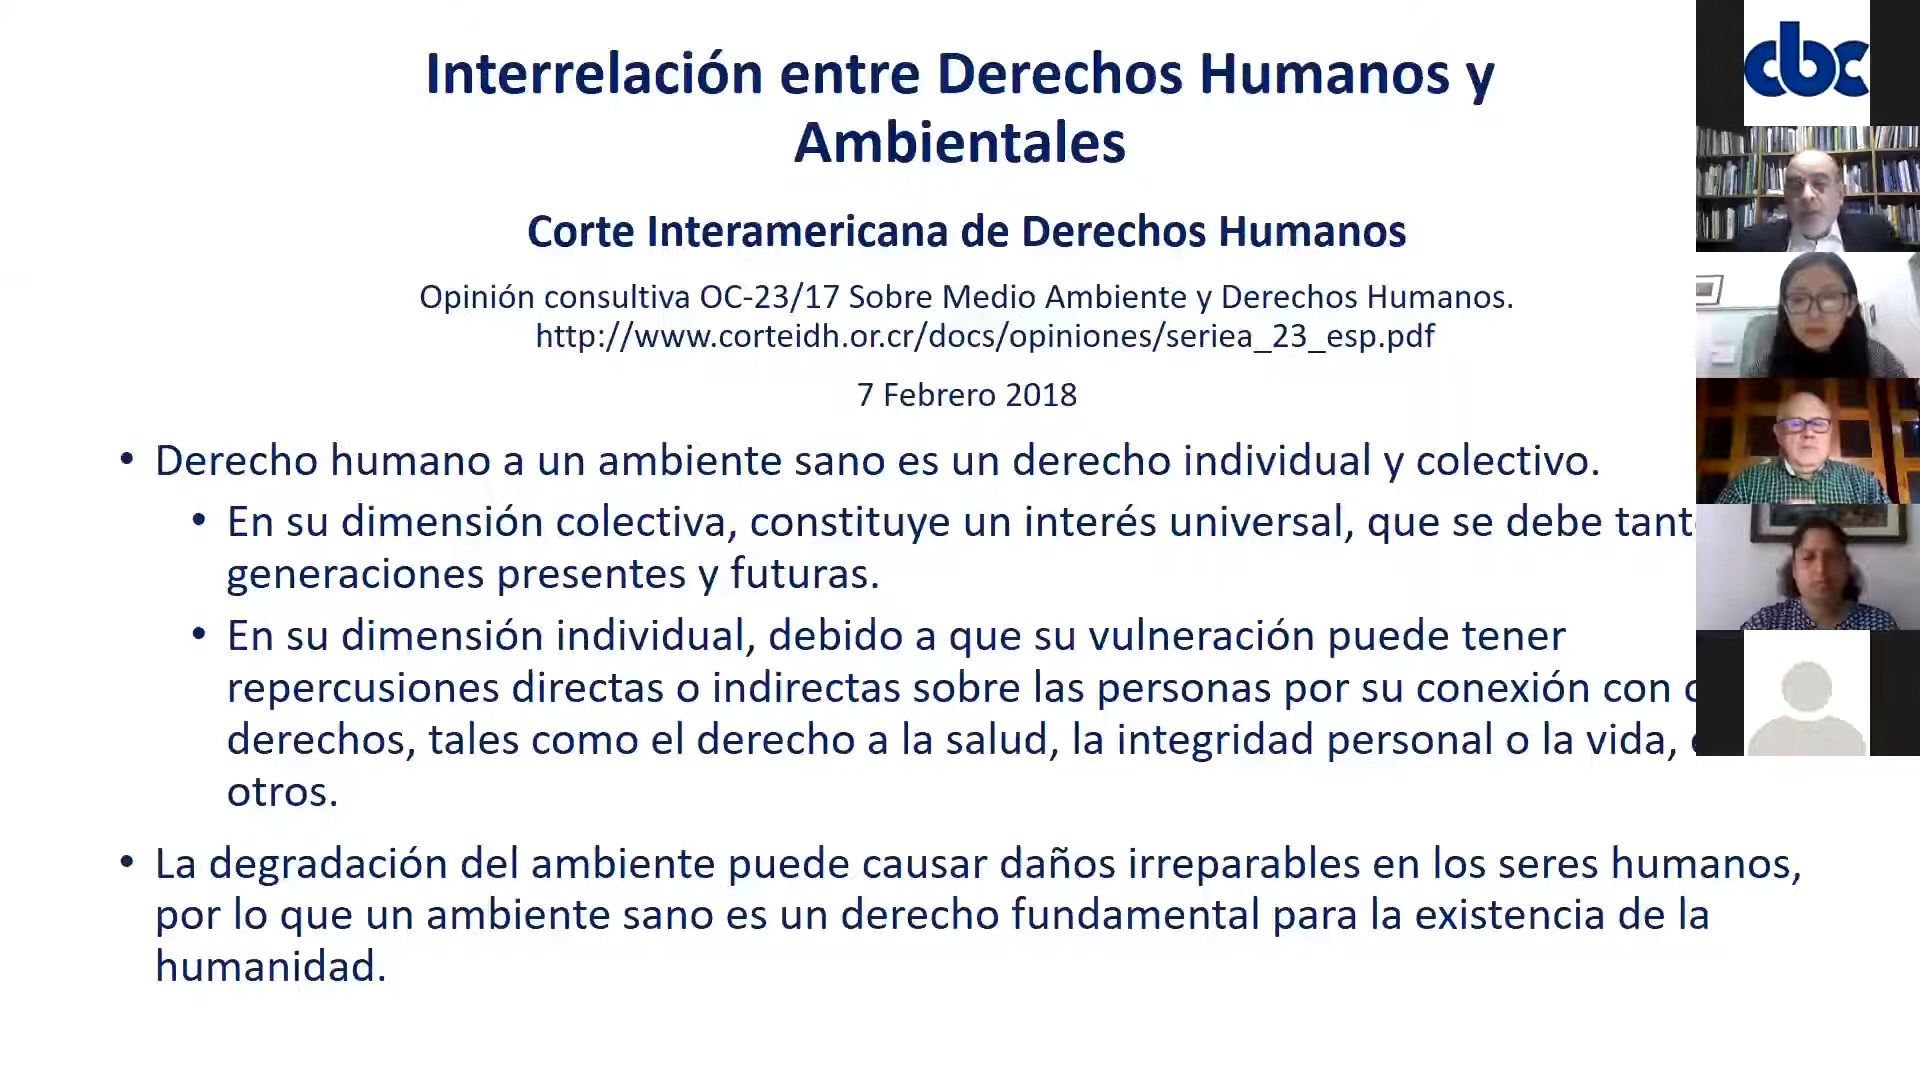 Interrelación entre Derechos Humanos y
Ambientales
Corte Interamericana de Derechos Humanos
Opinión consultiva OC-23/17 Sobre Medio Ambiente y Derechos Humanos.
http://www.corteidh.or.cr/docs/opiniones/seriea_23_esp.pdf
7 Febrero 2018
• Derecho humano a un ambiente sano es un derecho individual y colectivo.
• En su dimensión colectiva, constituye un interés universal, que se debe
generaciones presentes y futuras.
• En su dimensión individual, debido a que su vulneración puede tener
repercusiones directas o indirectas sobre las personas por su conexión con
derechos, tales como el derecho a la salud, la integridad personal o la vida,
otros.
• La degradación del ambiente puede causar daños irreparables en los seres humanos,
por lo que un ambiente sano es un derecho fundamental para la existencia de la
humanidad.
cbc